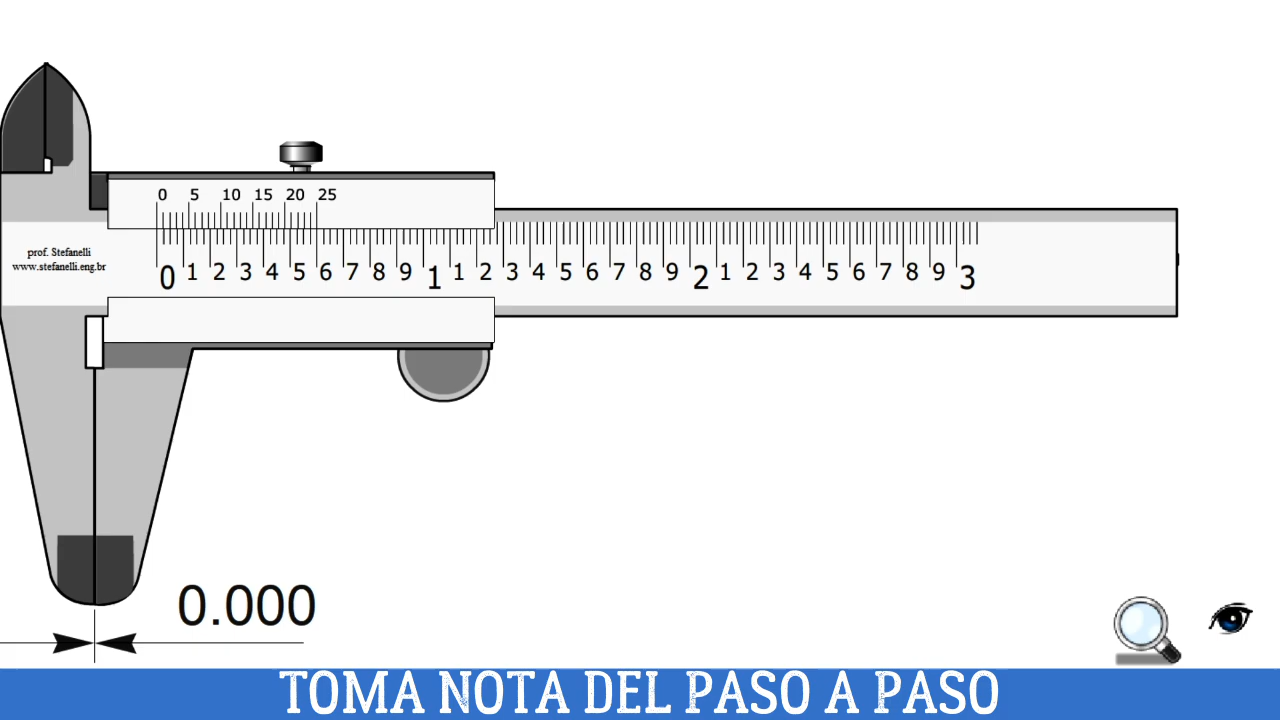 0 5 10 15 20 25
prof. Stefanelli
www.stefanelli.eng.br
0 1 2 3 4 5 6 7 8 9 1 1 2 3 4 5 6 7 8 9 2 1 2 3 4 5 6 7 8 9 3
0.000
TOMA NOTA DEL PASO A PASO